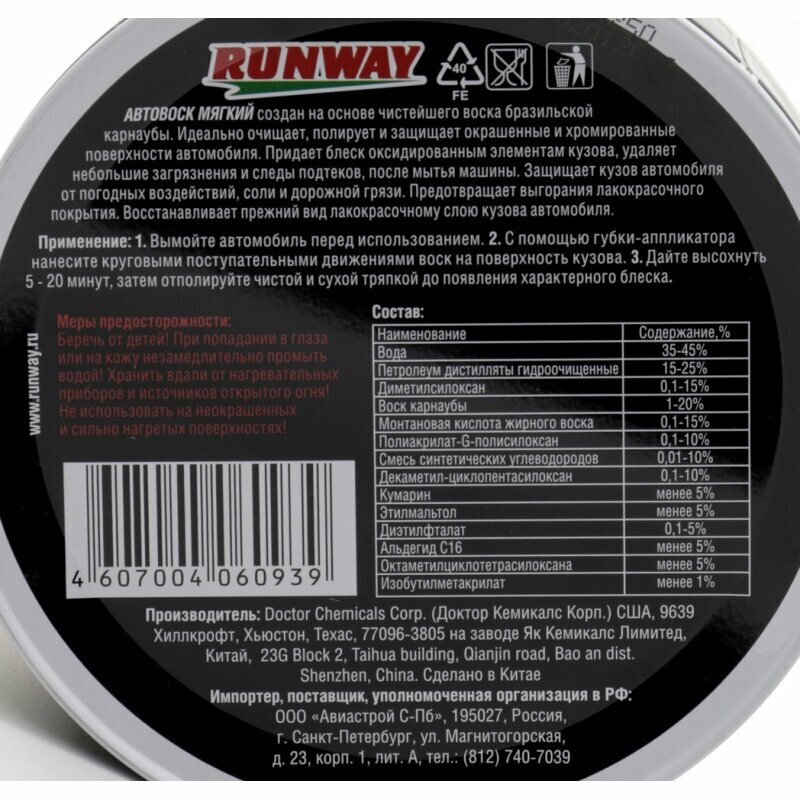 RUNWAY
40
FE
АВТОВОСК МЯГКИЙ создан на основе чистейшего воска бразильской
карнаубы. Идеально очищает, полирует и защищает окрашенные и хромированные
поверхности автомобиля. Придает блеск оксидированным элементам кузова, удаляет
небольшие загрязнения и следы подтеков, после мытья машины. Защищает кузов автомобиля
от погодных воздействий, соли и дорожной грязи. Предотвращает выгорания лакокрасочного
покрытия. Восстанавливает прежний вид лакокрасочному слою кузова автомобиля.
Применение: 1. Вымойте автомобиль перед использованием. 2. С помощью губки-аппликатора
нанесите круговыми поступательными движениями воск на поверхность кузова. 3. Дайте высохнуть
5 - 20 минут, затем отполируйте чистой и сухой тряпкой до появления характерного блеска.
www.runway.ru
Меры предосторожности:
Беречь от детей! При попадании в глаза
или на кожу незамедлительно промыть
водой! Хранить вдали от нагревательных
приборов и источников открытого огня!
Не использовать на неокрашенных
и сильно нагретых поверхностях!
4 607004 060939
Состав:
Наименование Содержание,%
Вода 35-45%
Петролеум дистилляты гидроочищенные 15-25%
Диметилсилоксан 0,1-15%
Воск карнаубы 1-20%
Монтановая кислота жирного воска 0,1-15%
Полиакрилат-G-полисилоксан 0,1-10%
Смесь синтетических углеводородов 0,01-10%
Декаметил-циклопентасилоксан 0,1-10%
Кумарин менее 5%
Этилмальтол менее 5%
Диэтилфталат 0,1-5%
Альдегид С16 менее 5%
Октаметилциклотетрасилоксана менее 5%
Изобутилметакрилат менее 1%
Производитель: Doctor Chemicals Corp. (Доктор Кемикалс Корп.) США, 9639
Хиллкрофт, Хьюстон, Техас, 77096-3805 на заводе Як Кемикалс Лимитед,
Китай, 23G Block 2, Taihua building, Qianjin road, Bao an dist.
Shenzhen, China. Сделано в Китае
Импортер, поставщик, уполномоченная организация в РФ:
ООО «Авиастрой С-Пб», 195027, Россия,
г. Санкт-Петербург, ул. Магнитогорская,
д. 23, корп. 1, лит. А, тел.: (812) 740-7039